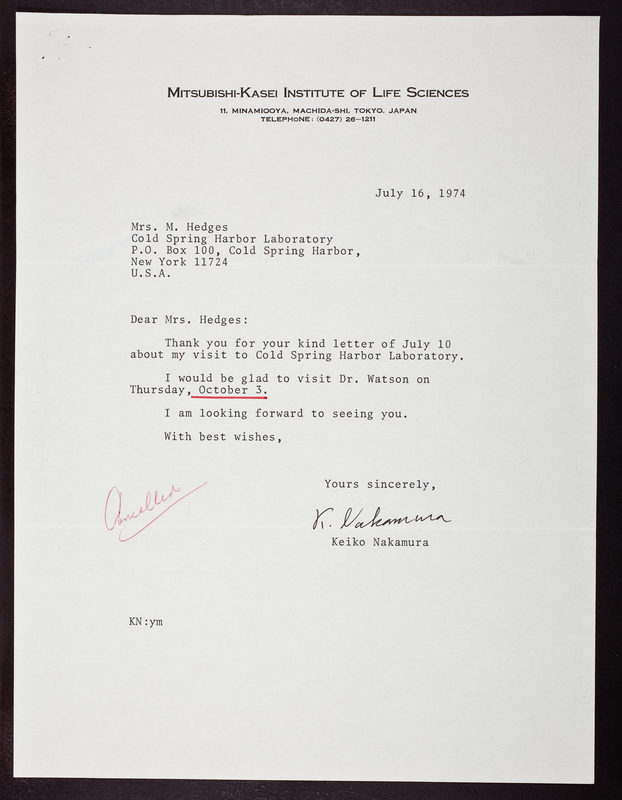 MITSUBISHI-KASEI INSTITUTE OF LIFE SCIENCES
11, MINAMIOOYA, MACHIDA-SHI, TOKYO, JAPAN
TELEPHONE: (0427) 26-1211
July 16, 1974
Mrs. M. Hedges
Cold Spring Harbor Laboratory
P.O. Box 100, Cold Spring Harbor,
New York 11724
U.S.A.
Dear Mrs. Hedges:
Thank you for your kind letter of July 10
about my visit to Cold Spring Harbor Laboratory.
I would be glad to visit Dr. Watson on
Thursday, October 3.
I am looking forward to seeing you.
With best wishes,
Yours sincerely,
Cancelled
K. Nakamura
Keiko Nakamura
KN:ym